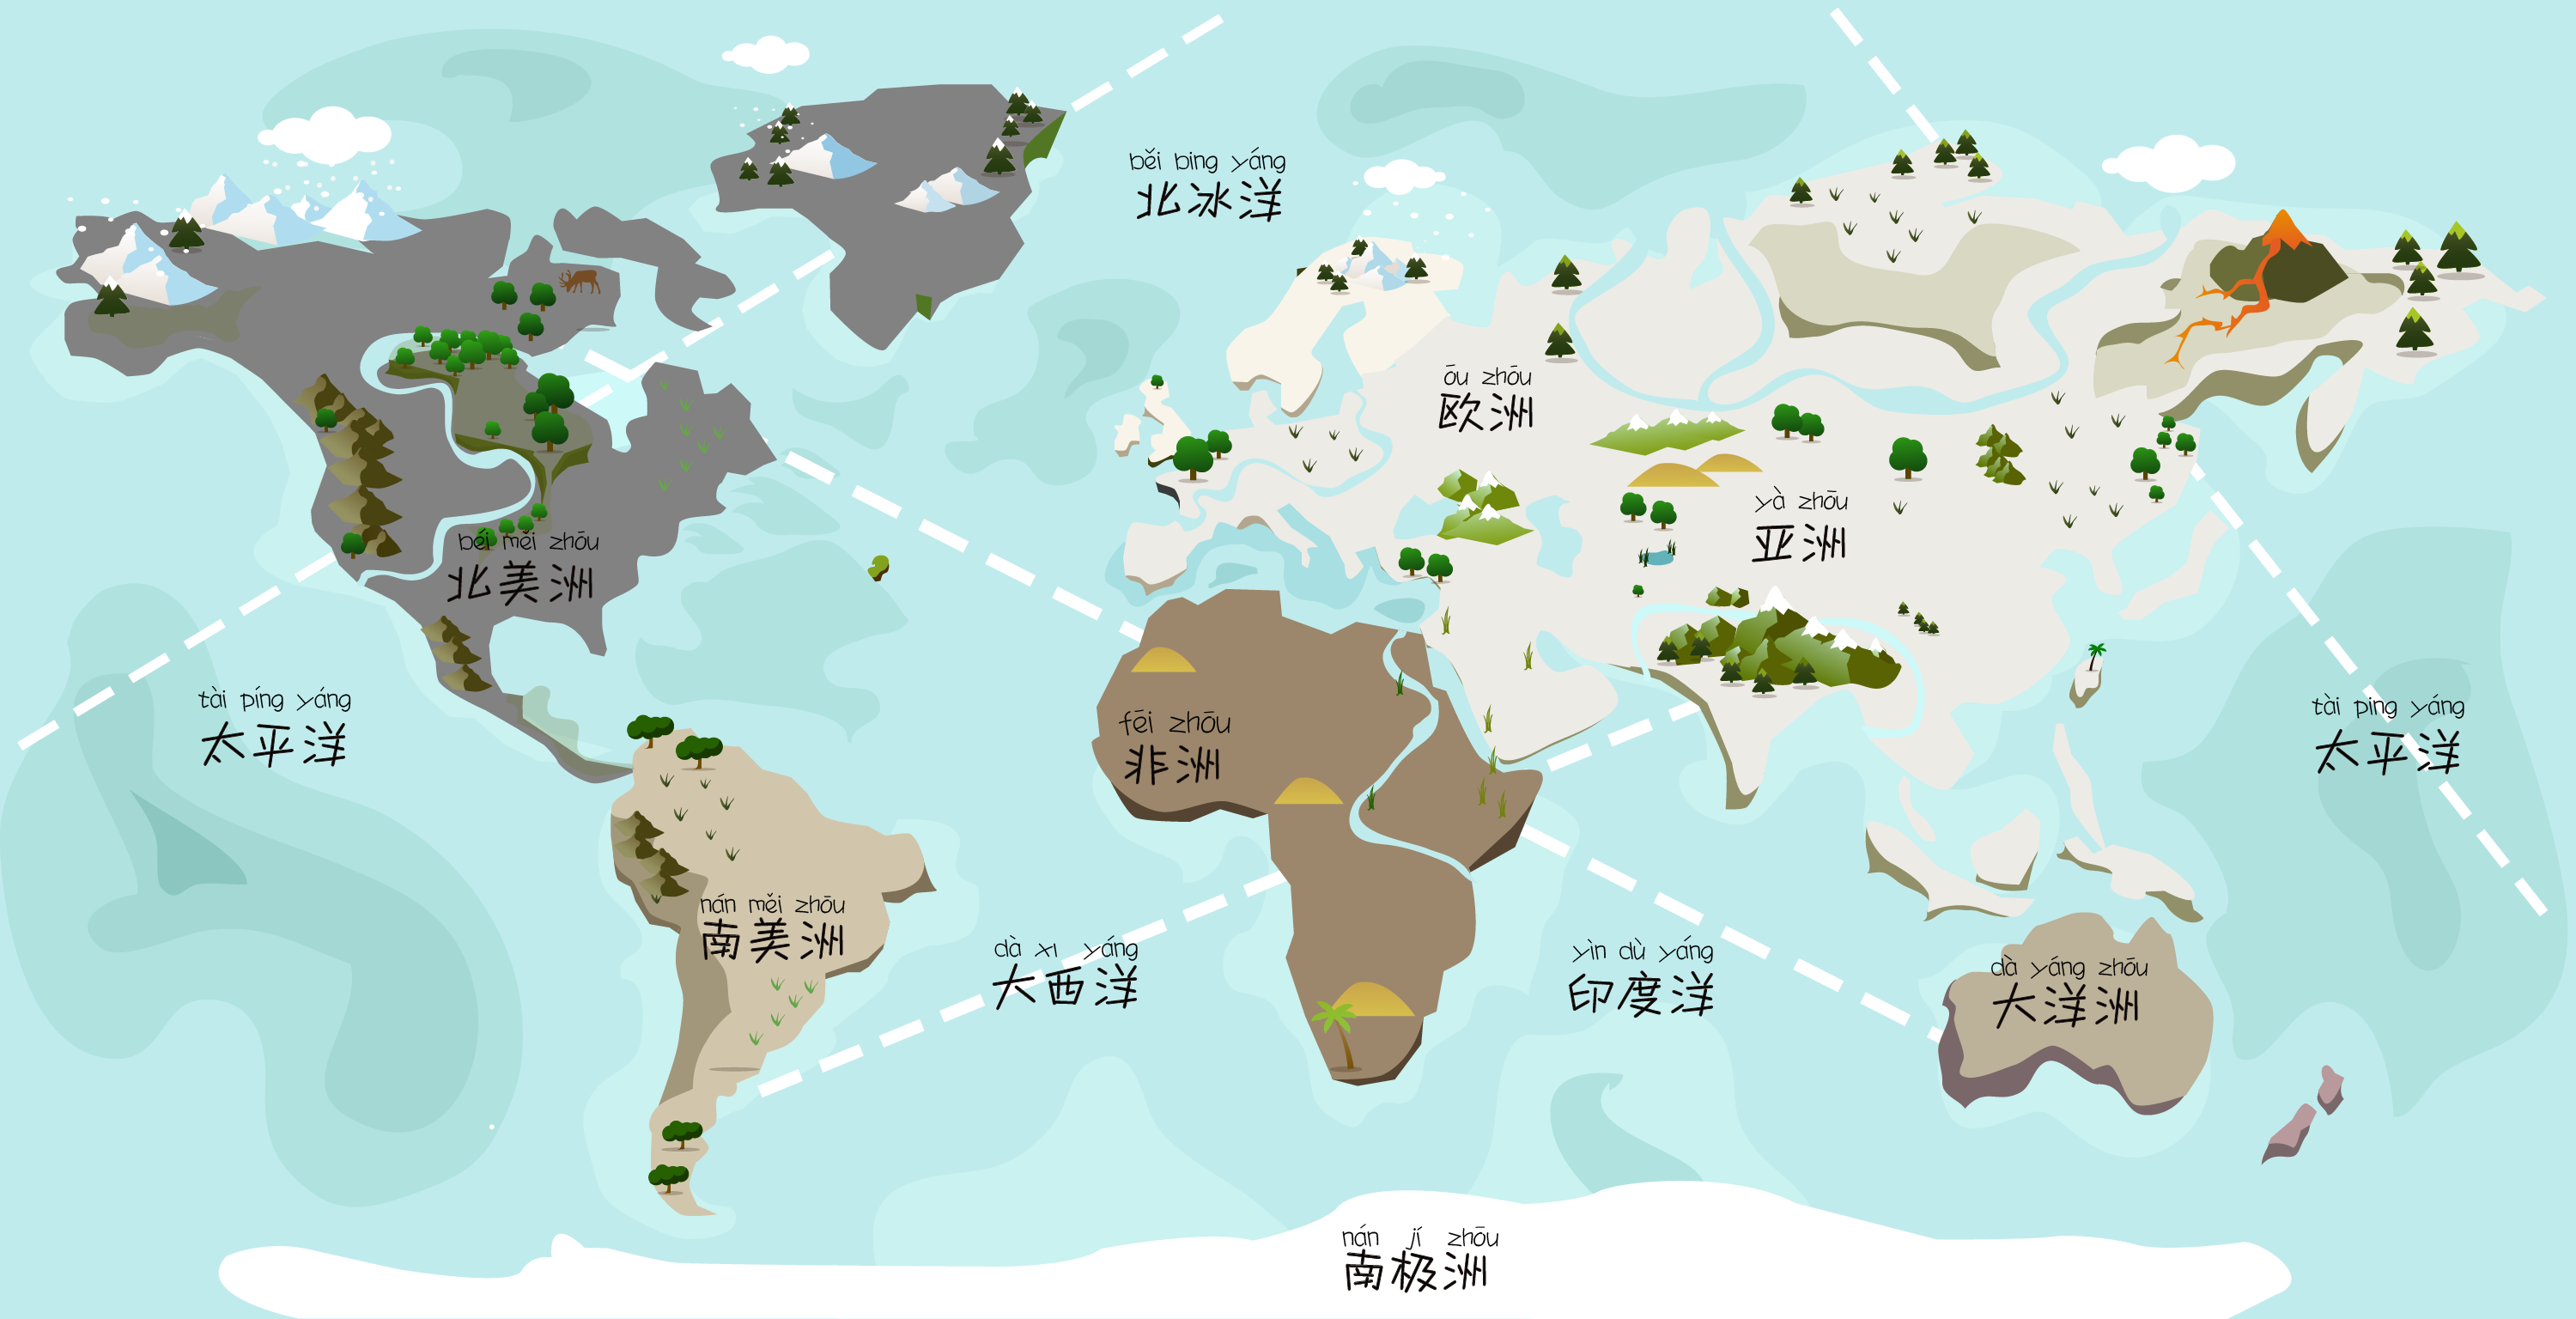 běi bing yáng
北冰洋
ōu zhōu
欧洲
yà zhōu
亚洲
béi méi zhōu
北美洲
tài píng yáng
太平洋
fēi zhōu
非洲
tài ping yáng
太平洋
nán měi zhōu
南美洲
dà xı yáng
大西洋
yìn dù yáng
印度洋
dà yáng zhōu
大洋洲
nán jí zhōu
南极洲